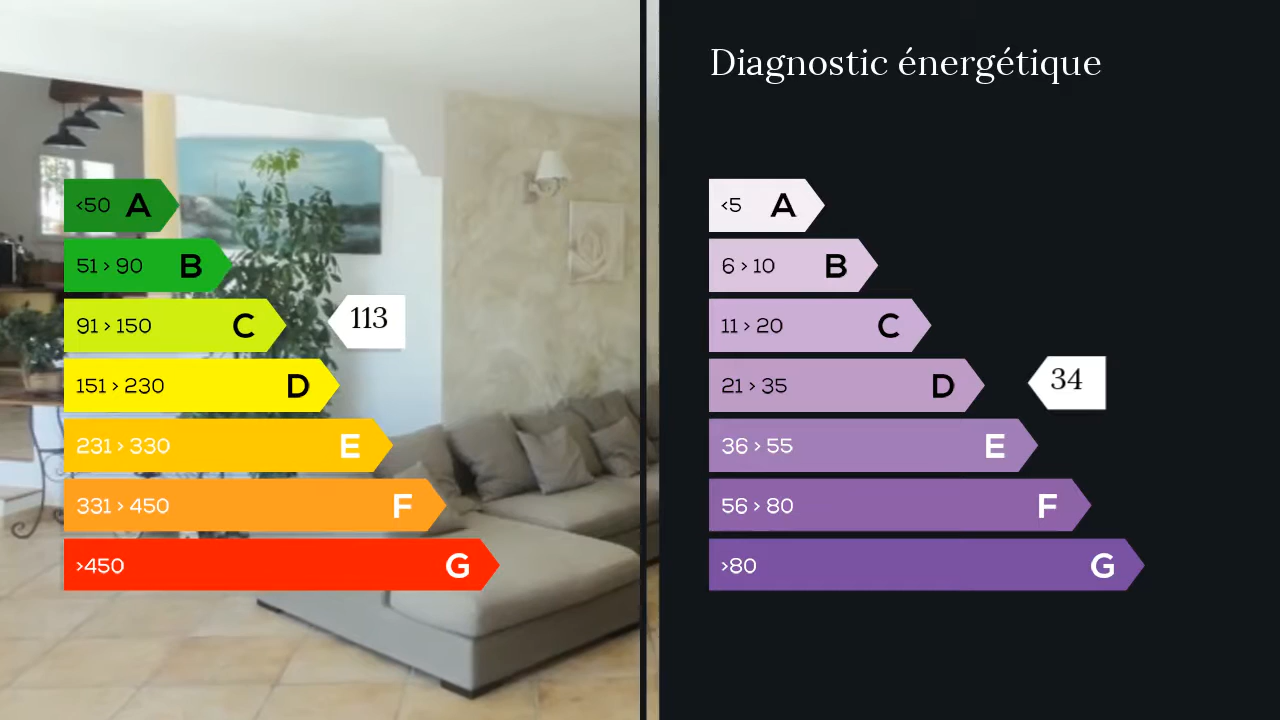 Diagnostic énergétique
<50 A
51 > 90 B
91 > 150 C
113
151 > 230 D
231 > 330 E
331 > 450 F
>450 G
<5 A
6 > 10 B
11 > 20 C
21 > 35 D
34
36 > 55 E
56 > 80 F
>80 G